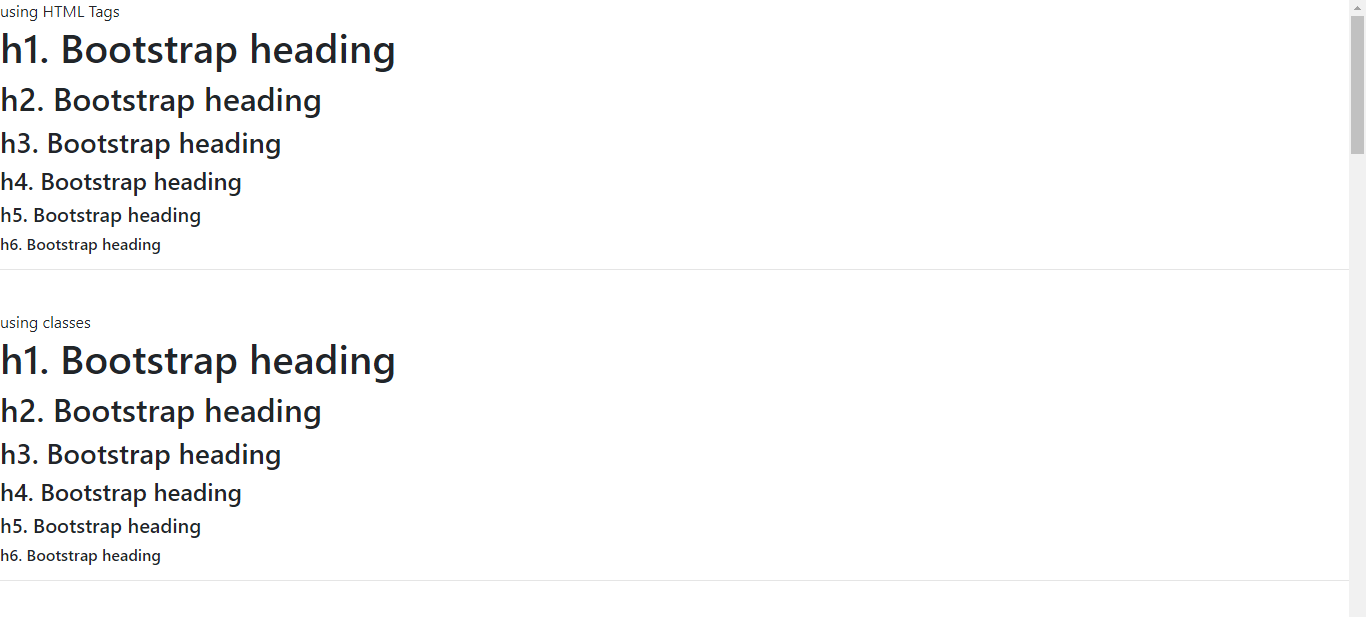 using HTML Tags
h1. Bootstrap heading
h2. Bootstrap heading
h3. Bootstrap heading
h4. Bootstrap heading
h5. Bootstrap heading
h6. Bootstrap heading
using classes
h1. Bootstrap heading
h2. Bootstrap heading
h3. Bootstrap heading
h4. Bootstrap heading
h5. Bootstrap heading
h6. Bootstrap heading